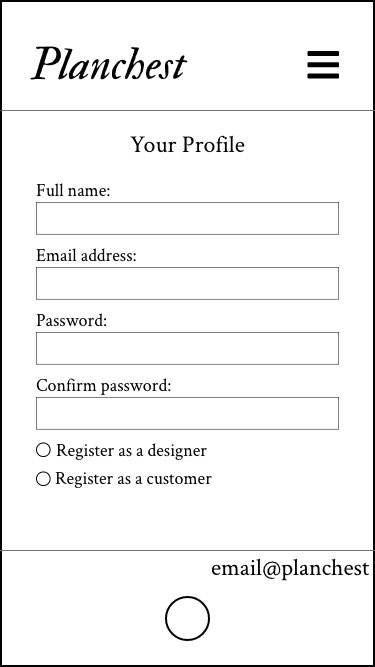 Planchest
Your Profile
Full name:
Email address:
Password:
Confirm password:
Register as a designer
Register as a customer
email@planchest